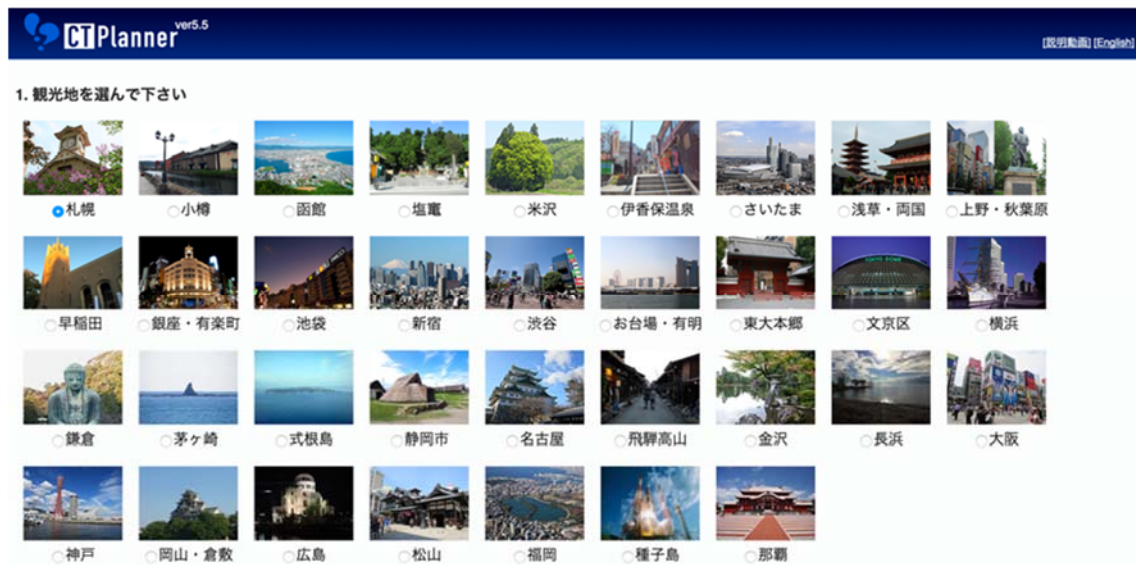 CTPlanner ver5.5
[説明動画] [English]
1. 観光地を選んで下さい
札幌 小樽 函館 塩竈 米沢 伊香保温泉 さいたま 浅草・両国 上野・秋葉原
TOKYO DOME
早稲田 銀座・有楽町 池袋 新宿 渋谷 お台場・有明 東大本郷 文京区 横浜
鎌倉 茅ヶ崎 式根島 静岡市 名古屋 飛騨高山 金沢 長浜 大阪
神戸 岡山・倉敷 広島 松山 福岡 種子島 那覇